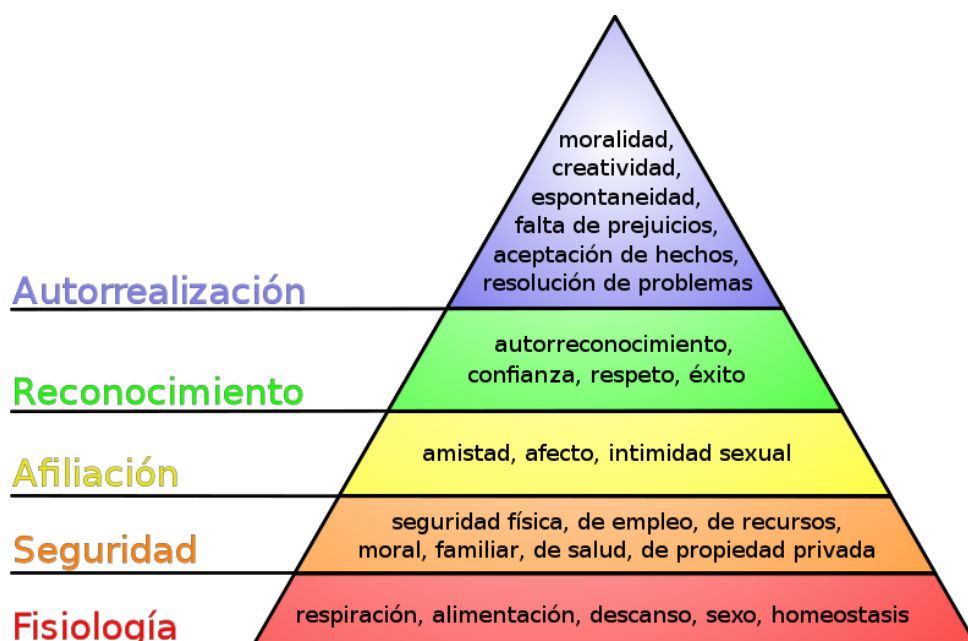 moralidad,
creatividad,
espontaneidad,
falta de prejuicios,
aceptación de hechos,
resolución de problemas
Autorrealización
autorreconocimiento,
confianza, respeto, éxito
Reconocimiento
amistad, afecto, intimidad sexual
Afiliación
seguridad física, de empleo, de recursos,
moral, familiar, de salud, de propiedad privada
Seguridad
respiración, alimentación, descanso, sexo, homeostasis
Fisiología